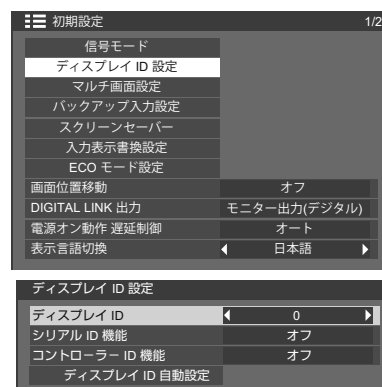 初期設定 1/2
信号モード
ディスプレイ ID 設定
マルチ画面設定
バックアップ入力設定
スクリーンセーバー
入力表示書換設定
ECO モード設定
画面位置移動 オフ
DIGITAL LINK 出力 モニター出力(デジタル)
電源オン動作 遅延制御 オート
表示言語切換 日本語
ディスプレイ ID 設定
ディスプレイ ID 0
シリアル ID 機能 オフ
コントローラー ID 機能 オフ
ディスプレイ ID 自動設定